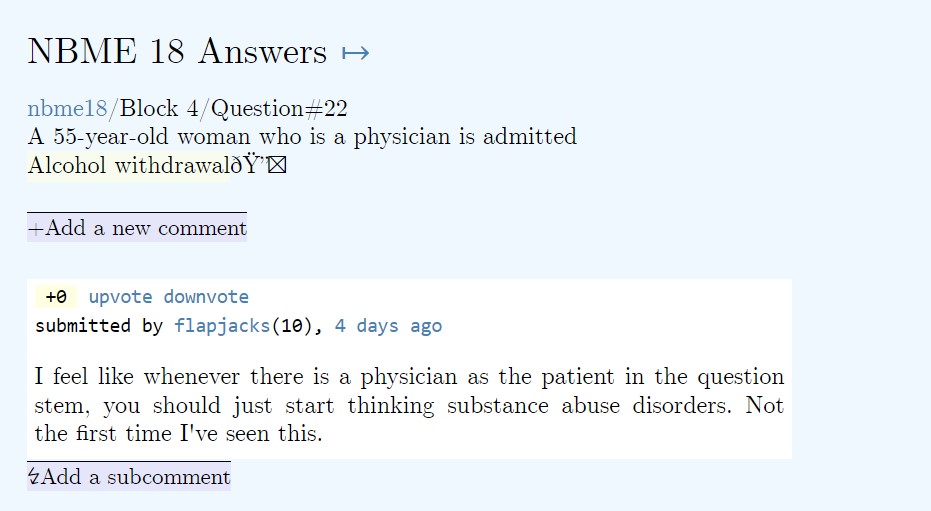 NBME 18 Answers ↦
nbme18/Block 4/Question#22
A 55-year-old woman who is a physician is admitted
Alcohol withdrawalðŸ”⊠
+Add a new comment
+0 upvote downvote
submitted by flapjacks(10), 4 days ago
I feel like whenever there is a physician as the patient in the question
stem, you should just start thinking substance abuse disorders. Not
the first time I've seen this.
↯Add a subcomment